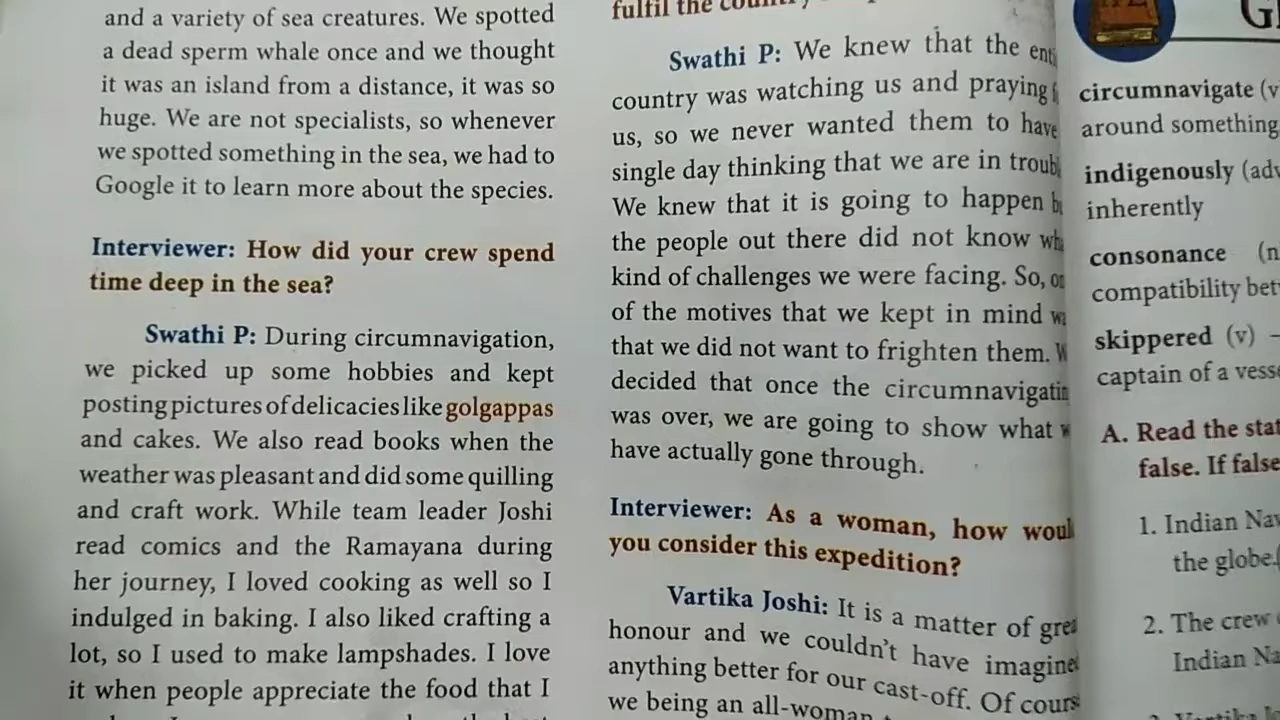 and a variety of sea creatures. We spotted
a dead sperm whale once and we thought
it was an island from a distance, it was so
huge. We are not specialists, so whenever
we spotted something in the sea, we had to
Google it to learn more about the species.
Interviewer: How did your crew spend
time deep in the sea?
Swathi P: During circumnavigation,
we picked up some hobbies and kept
posting pictures of delicacies like golgappas
and cakes. We also read books when the
weather was pleasant and did some quilling
and craft work. While team leader Joshi
read comics and the Ramayana during
her journey, I loved cooking as well so I
indulged in baking. I also liked crafting a
lot, so I used to make lampshades. I love
it when people appreciate the food that I
fulfil the
Swathi P: We knew that the
country was watching us and praying
us, so we never wanted them to have
single day thinking that we are in
We knew that it is going to happen
the people out there did not know
kind of challenges we were facing. So,
of the motives that we kept in mind
that we did not want to frighten them.
decided that once the
was over, we are going to show what
have actually gone through.
Interviewer: As a woman, how
you consider this expedition?
Vartika Joshi: It is a matter of
honour and we couldn't have
anything better for our cast-off. Of
we being an all-woman
circumnavigate (v
around something
indigenously (adv
inherently
consonance (n
compatibility
skippered (v) –
captain of a
A. Read the
false. If false
1. Indian
the globe.
2. The crew
Indian